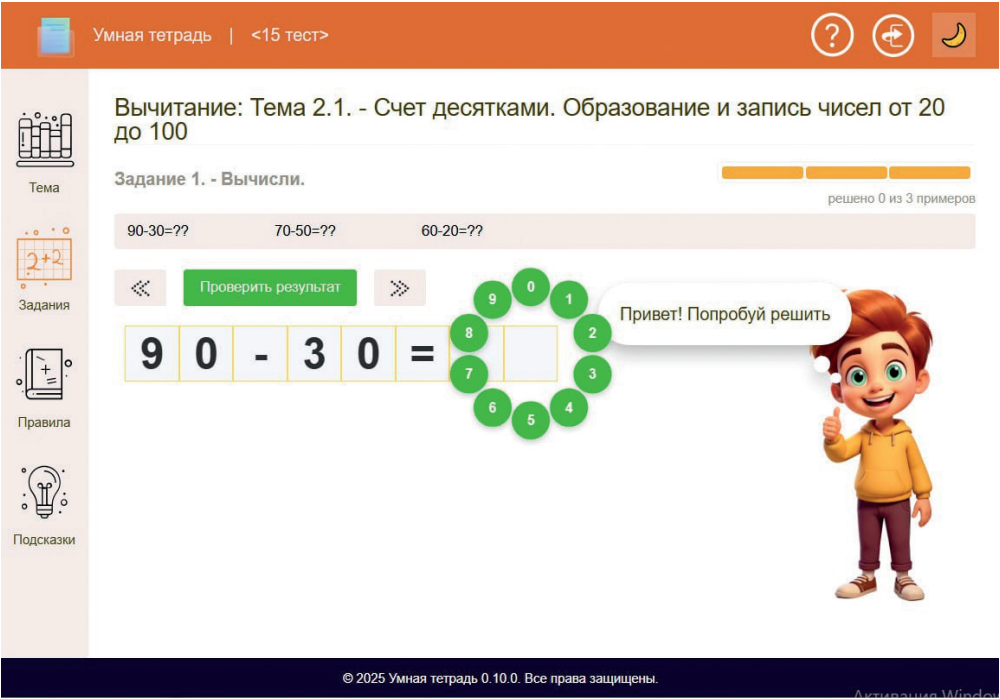 Умная тетрадь | <15 тест>
?
Вычитание: Тема 2.1. - Счет десятками. Образование и запись чисел от 20
до 100
Задание 1. - Вычисли.
решено 0 из 3 примеров
90-30=?? 70-50=?? 60-20=??
Проверить результат
Привет! Попробуй решить
9 0 - 3 0 =
0
1
2
3
4
5
6
7
8
9
Тема
2+2
Задания
Правила
Подсказки
© 2025 Умная тетрадь 0.10.0. Все права защищены.